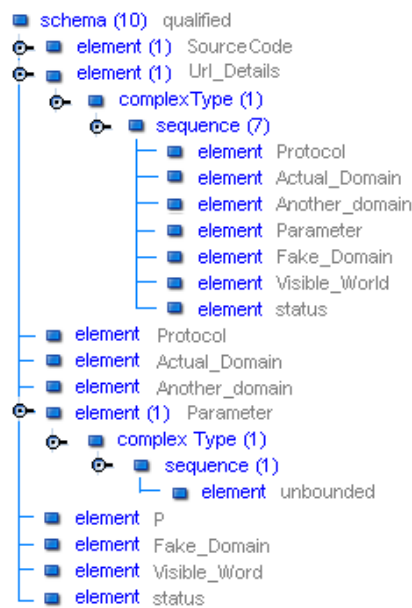 schema (10) qualified
element (1) SourceCode
element (1) Url_Details
complexType (1)
sequence (7)
element Protocol
element Actual_Domain
element Another_domain
element Parameter
element Fake_Domain
element Visible_World
element status
element Protocol
element Actual_Domain
element Another_domain
element (1) Parameter
complex Type (1)
sequence (1)
element unbounded
element P
element Fake_Domain
element Visible_Word
element status